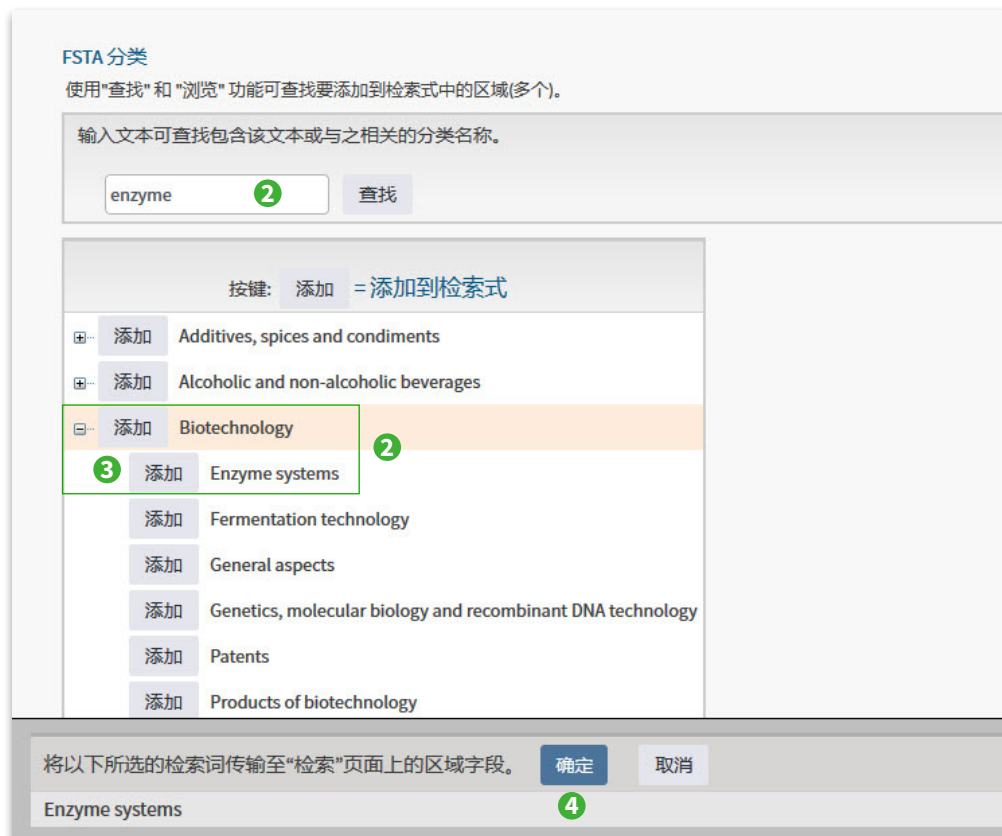 FSTA 分类
使用"查找" 和 "浏览" 功能可查找要添加到检索式中的区域(多个)。
输入文本可查找包含该文本或与之相关的分类名称。
enzyme 2 查找
按键: 添加 =添加到检索式
添加 Additives, spices and condiments
添加 Alcoholic and non-alcoholic beverages
添加 Biotechnology
2
3 添加 Enzyme systems
添加 Fermentation technology
添加 General aspects
添加 Genetics, molecular biology and recombinant DNA technology
添加 Patents
添加 Products of biotechnology
将以下所选的检索词传输至“检索”页面上的区域字段。 确定 取消
Enzyme systems 4